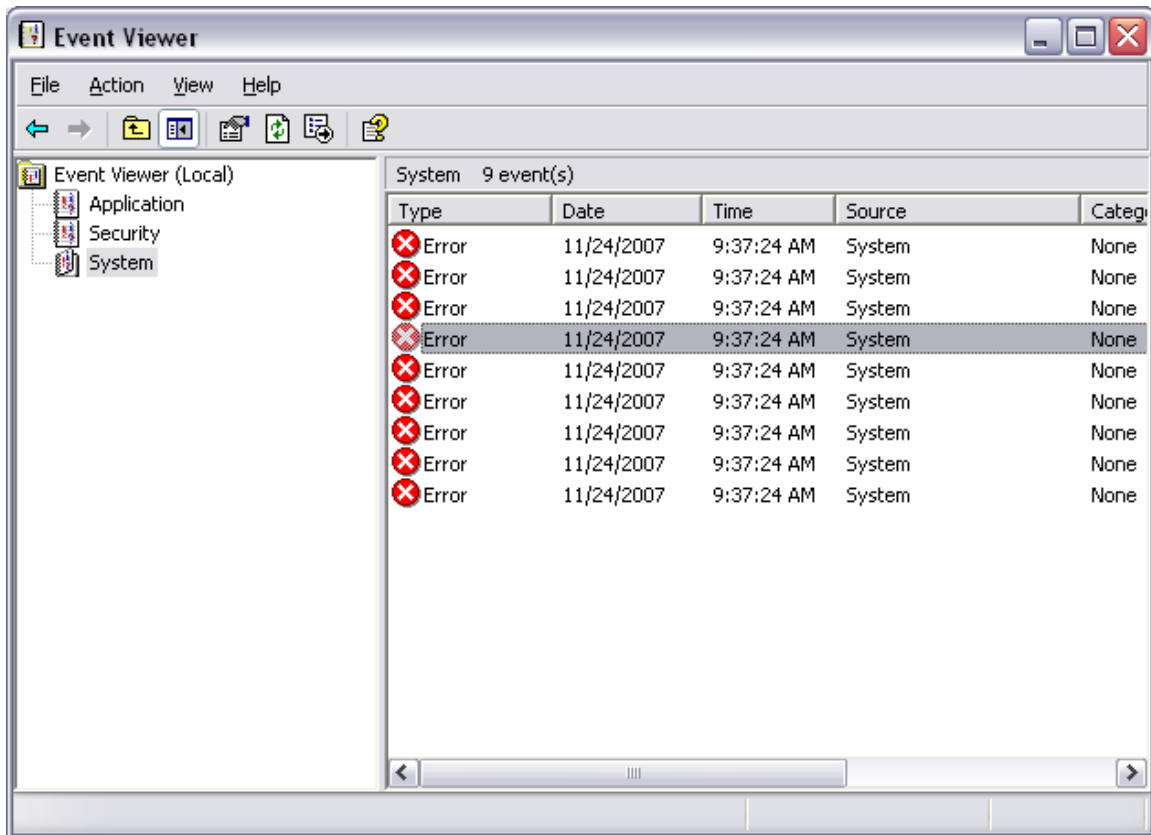 Event Viewer
File Action View Help
Event Viewer (Local)
Application
Security
System
System 9 event(s)
Type Date Time Source Categ
Error 11/24/2007 9:37:24 AM System None
Error 11/24/2007 9:37:24 AM System None
Error 11/24/2007 9:37:24 AM System None
Error 11/24/2007 9:37:24 AM System None
Error 11/24/2007 9:37:24 AM System None
Error 11/24/2007 9:37:24 AM System None
Error 11/24/2007 9:37:24 AM System None
Error 11/24/2007 9:37:24 AM System None
Error 11/24/2007 9:37:24 AM System None